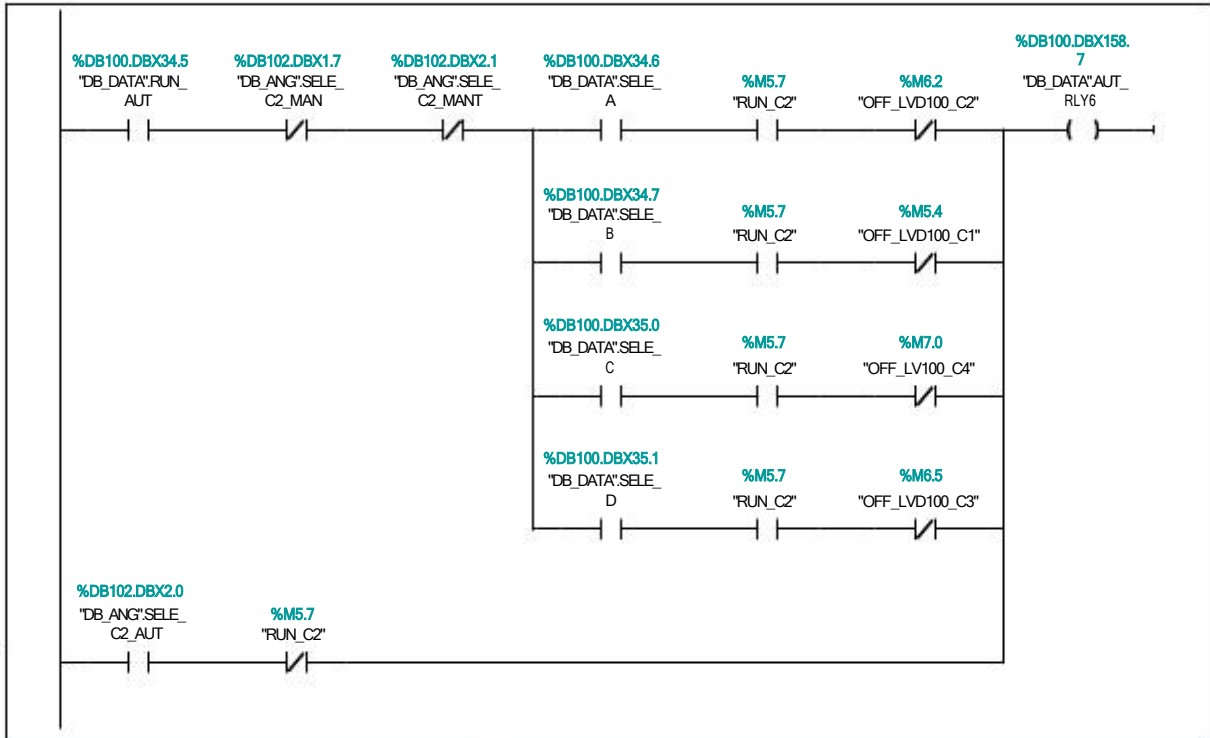 %DB100.DBX158.
7
%DB100.DBX34.5 %DB102.DBX1.7 %DB102.DBX2.1 %DB100.DBX34.6
"DB_DATA".RUN_ "DB_ANG".SELE_ "DB_ANG".SELE_ "DB_DATA".SELE_ %M5.7 %M6.2 "DB_DATA".AUT_
AUT C2_MAN C2_MANT A "RUN_C2" "OFF_LVD100_C2" RLY6
%DB100.DBX34.7
"DB_DATA".SELE_ %M5.7 %M5.4
B "RUN_C2" "OFF_LVD100_C1"
%DB100.DBX35.0
"DB_DATA".SELE_ %M5.7 %M7.0
C "RUN_C2" "OFF_LV100_C4"
%DB100.DBX35.1
"DB_DATA".SELE_ %M5.7 %M6.5
D "RUN_C2" "OFF_LVD100_C3"
%DB102.DBX2.0
"DB_ANG".SELE_ %M5.7
C2_AUT "RUN_C2"